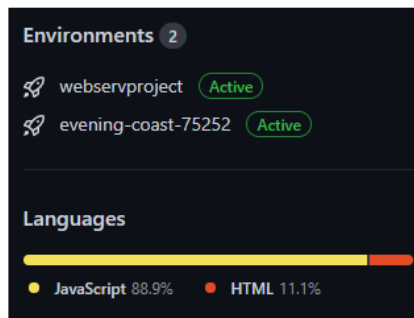 Environments 2
webservproject Active
evening-coast-75252 Active
Languages
JavaScript 88.9% HTML 11.1%